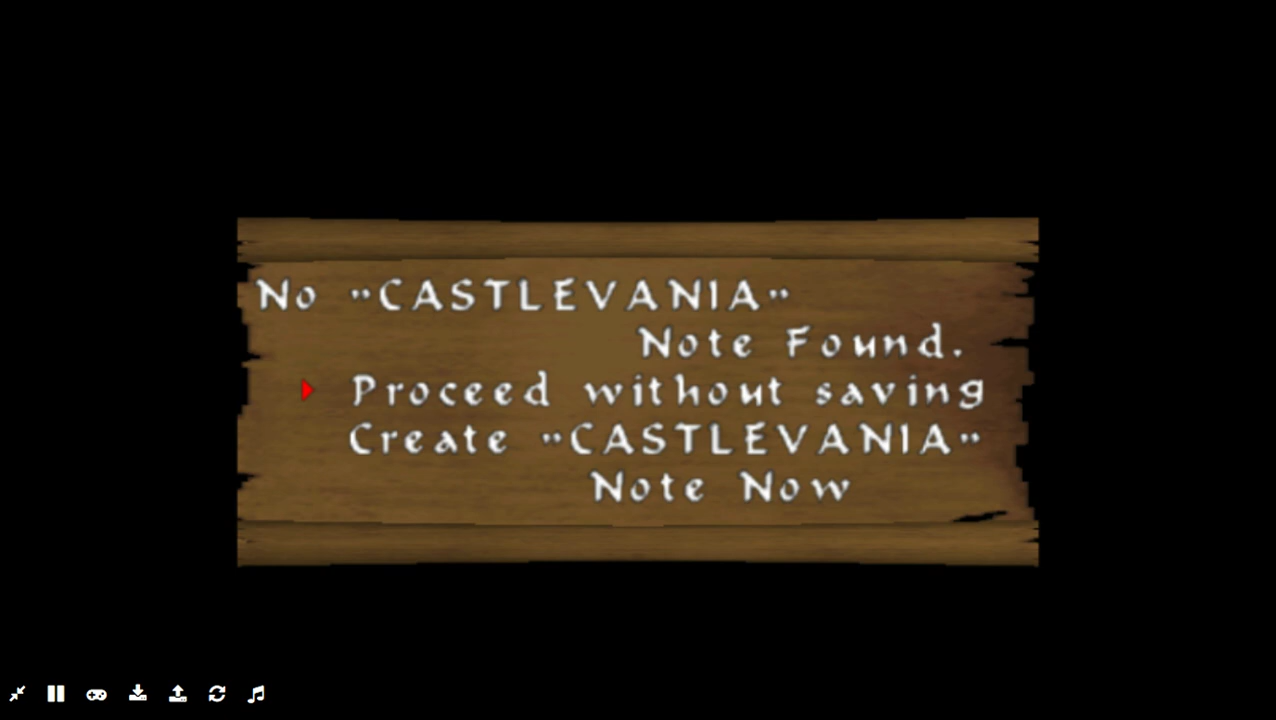 No "CASTLEVANIA"
Note Found.
Proceed without saving
Create "CASTLEVANIA"
Note Now